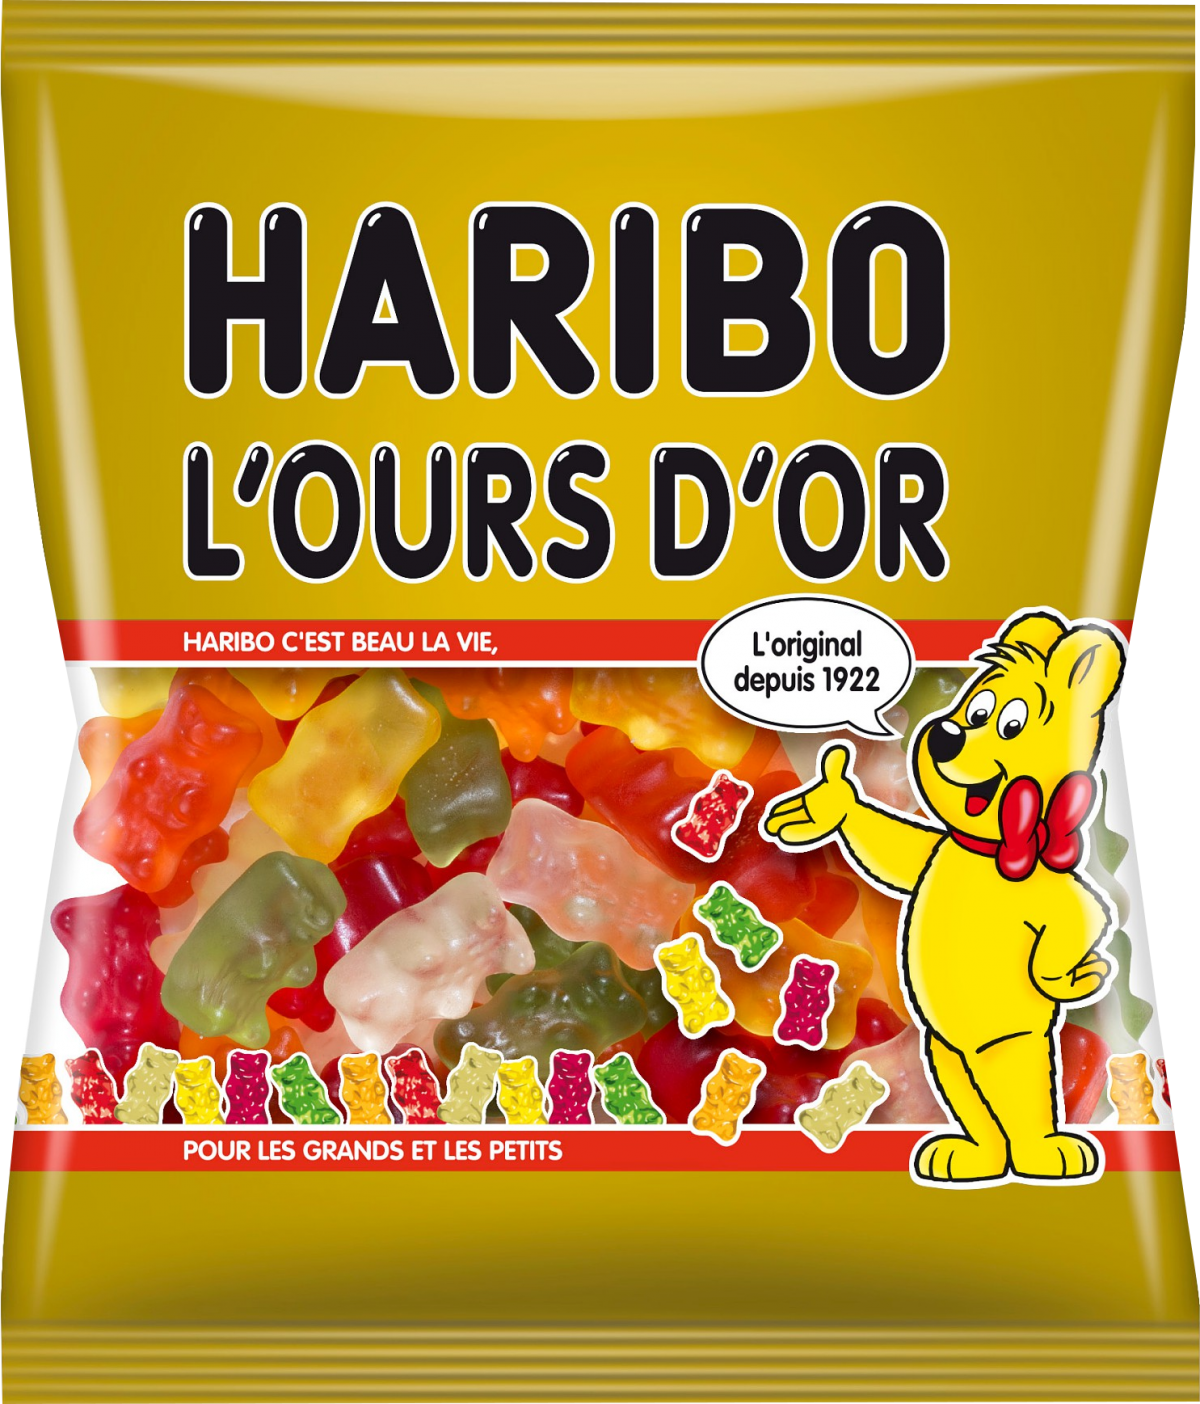 HARIBO
L'OURS D'OR
HARIBO C'EST BEAU LA VIE,
L'original
depuis 1922
POUR LES GRANDS ET LES PETITS